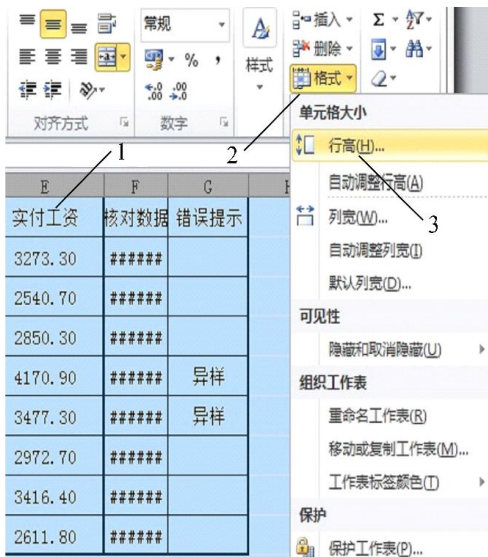 常规
插入
Σ
%
,
样式
删除
.0 .00
.00 .0
格式
对齐方式
数字
单元格大小
1
2
行高(H)...
自动调整行高(A)
3
列宽(W)...
自动调整列宽(I)
默认列宽(D)...
可见性
隐藏和取消隐藏(U)
组织工作表
重命名工作表(R)
移动或复制工作表(M)...
工作表标签颜色(T)
保护
保护工作表(P)...
E F G
实付工资 核对数据 错误提示
3273.30 ######
2540.70 ######
2850.30 ######
4170.90 ###### 异样
3477.30 ###### 异样
2972.70 ######
3416.40 ######
2611.80 ######